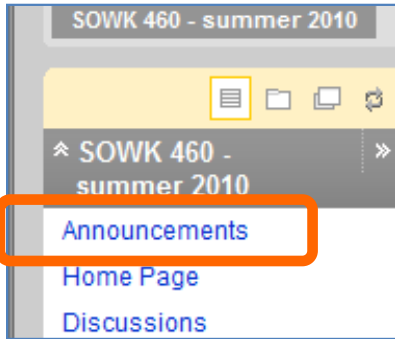 SOWK 460 - summer 2010
SOWK 460 -
summer 2010
Announcements
Home Page
Discussions